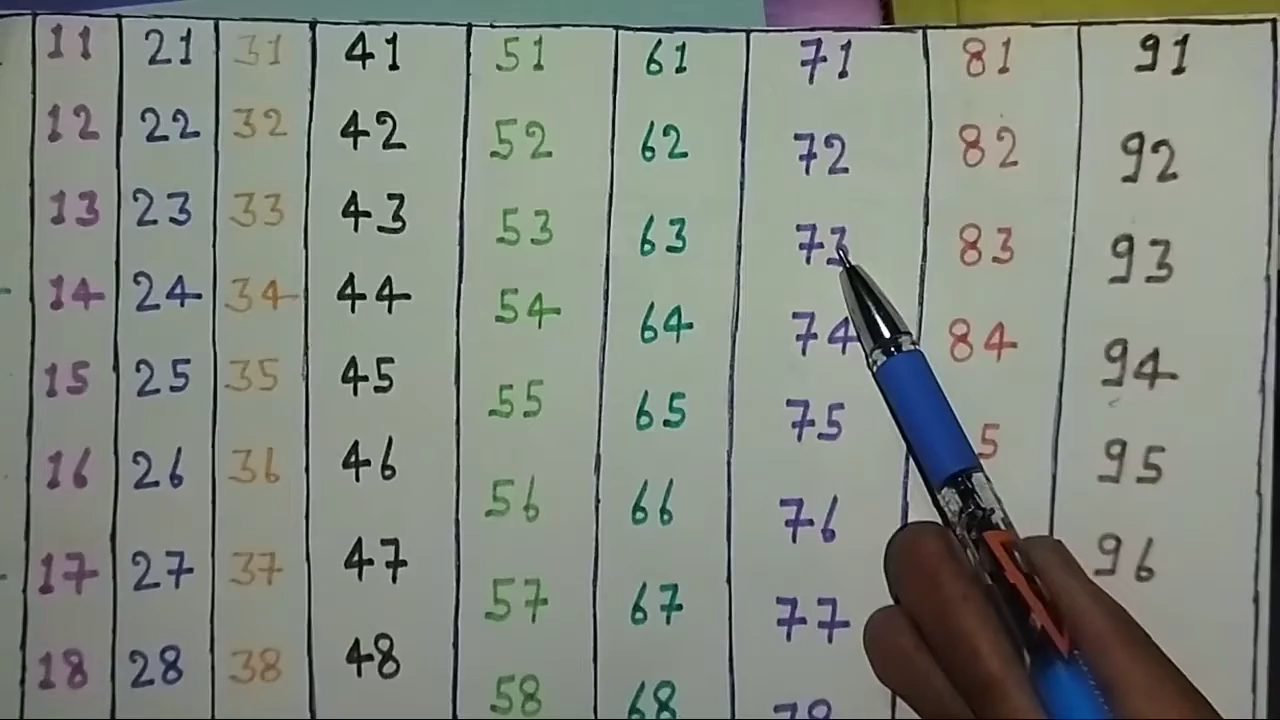 11 21 31 41 51 61 71 81 91
12 22 32 42 52 62 72 82 92
13 23 33 43 53 63 73 83 93
14 24 34 44 54 64 74 84 94
15 25 35 45 55 65 75 5 95
16 26 36 46 56 66 76 96
17 27 37 47 57 67 77
18 28 38 48 58 68